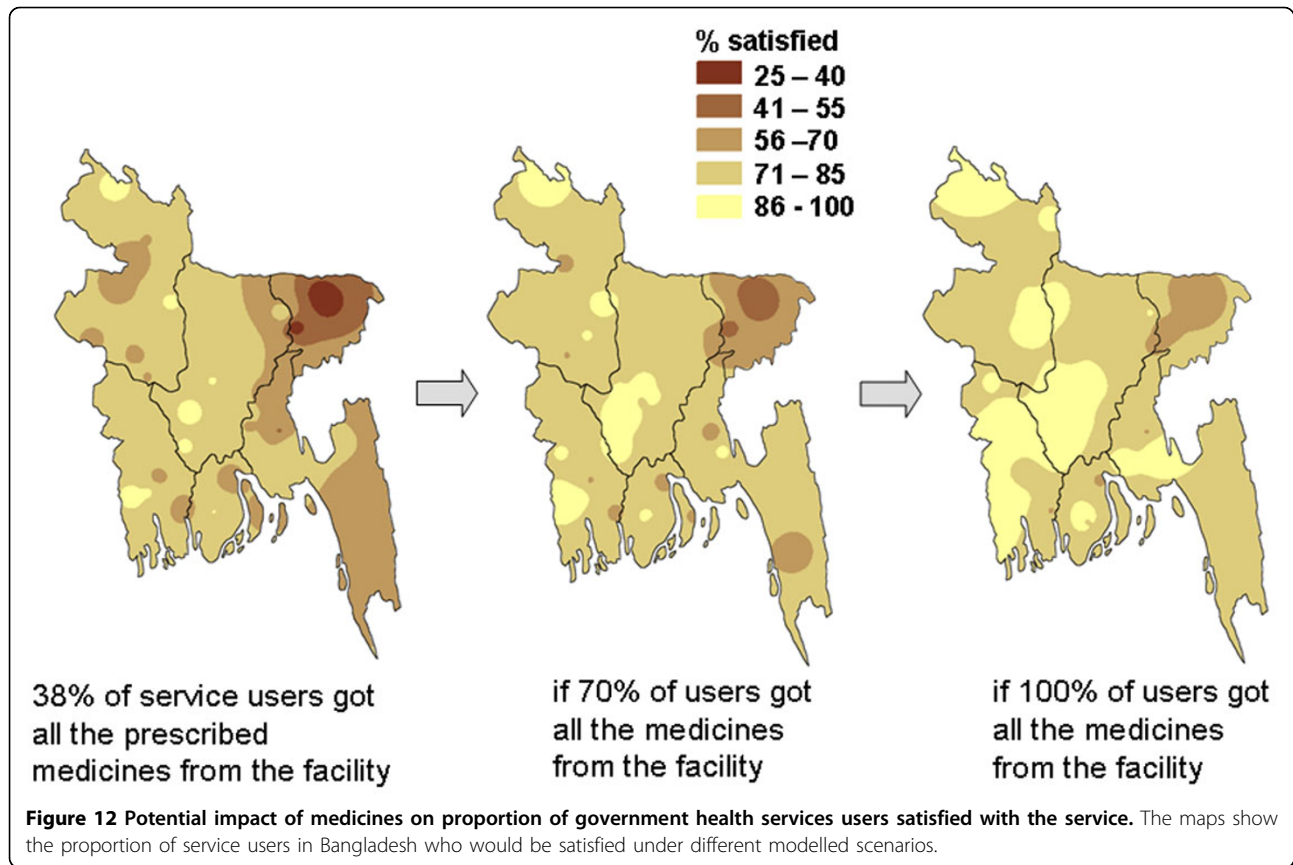 % satisfied
25 – 40
41 – 55
56 –70
71 – 85
86 - 100
38% of service users got
all the prescribed
medicines from the facility
if 70% of users got
all the medicines
from the facility
if 100% of users got
all the medicines
from the facility
Figure 12 Potential impact of medicines on proportion of government health services users satisfied with the service. The maps show
the proportion of service users in Bangladesh who would be satisfied under different modelled scenarios.